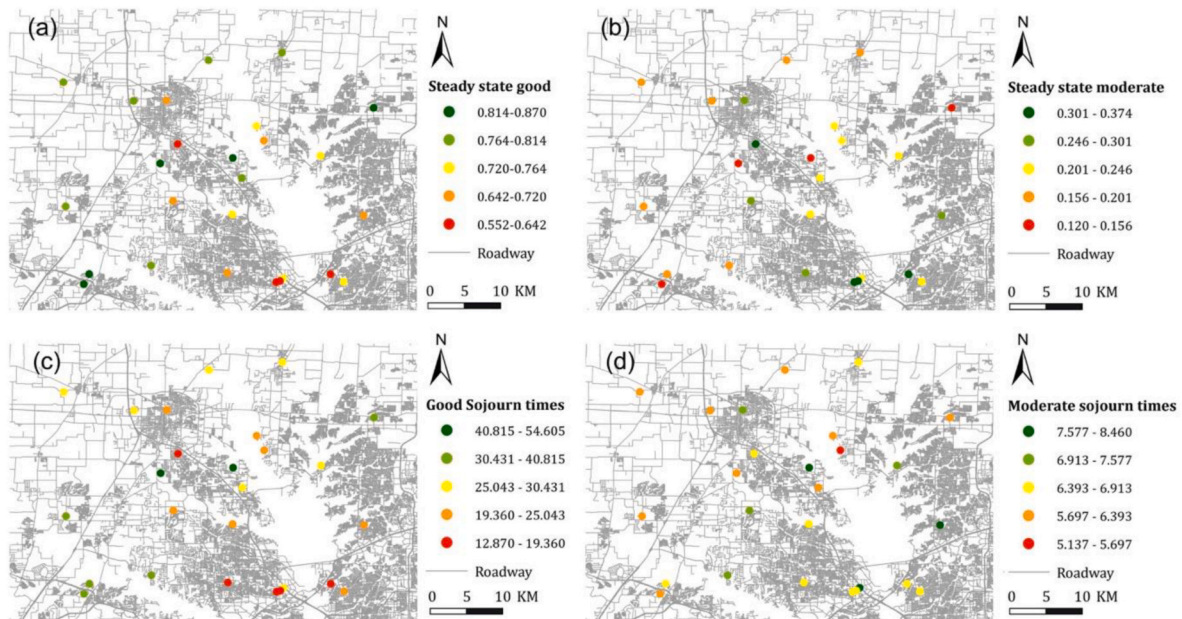 (a)
N
Steady state good
0.814-0.870
0.764-0.814
0.720-0.764
0.642-0.720
0.552-0.642
Roadway
0 5 10 KM
(b)
N
Steady state moderate
0.301 - 0.374
0.246 - 0.301
0.201 - 0.246
0.156 - 0.201
0.120 - 0.156
Roadway
0 5 10 KM
(c)
N
Good Sojourn times
40.815 - 54.605
30.431 - 40.815
25.043 - 30.431
19.360 - 25.043
12.870 - 19.360
Roadway
0 5 10 KM
(d)
N
Moderate sojourn times
7.577 - 8.460
6.913 - 7.577
6.393 - 6.913
5.697 - 6.393
5.137 - 5.697
Roadway
0 5 10 KM